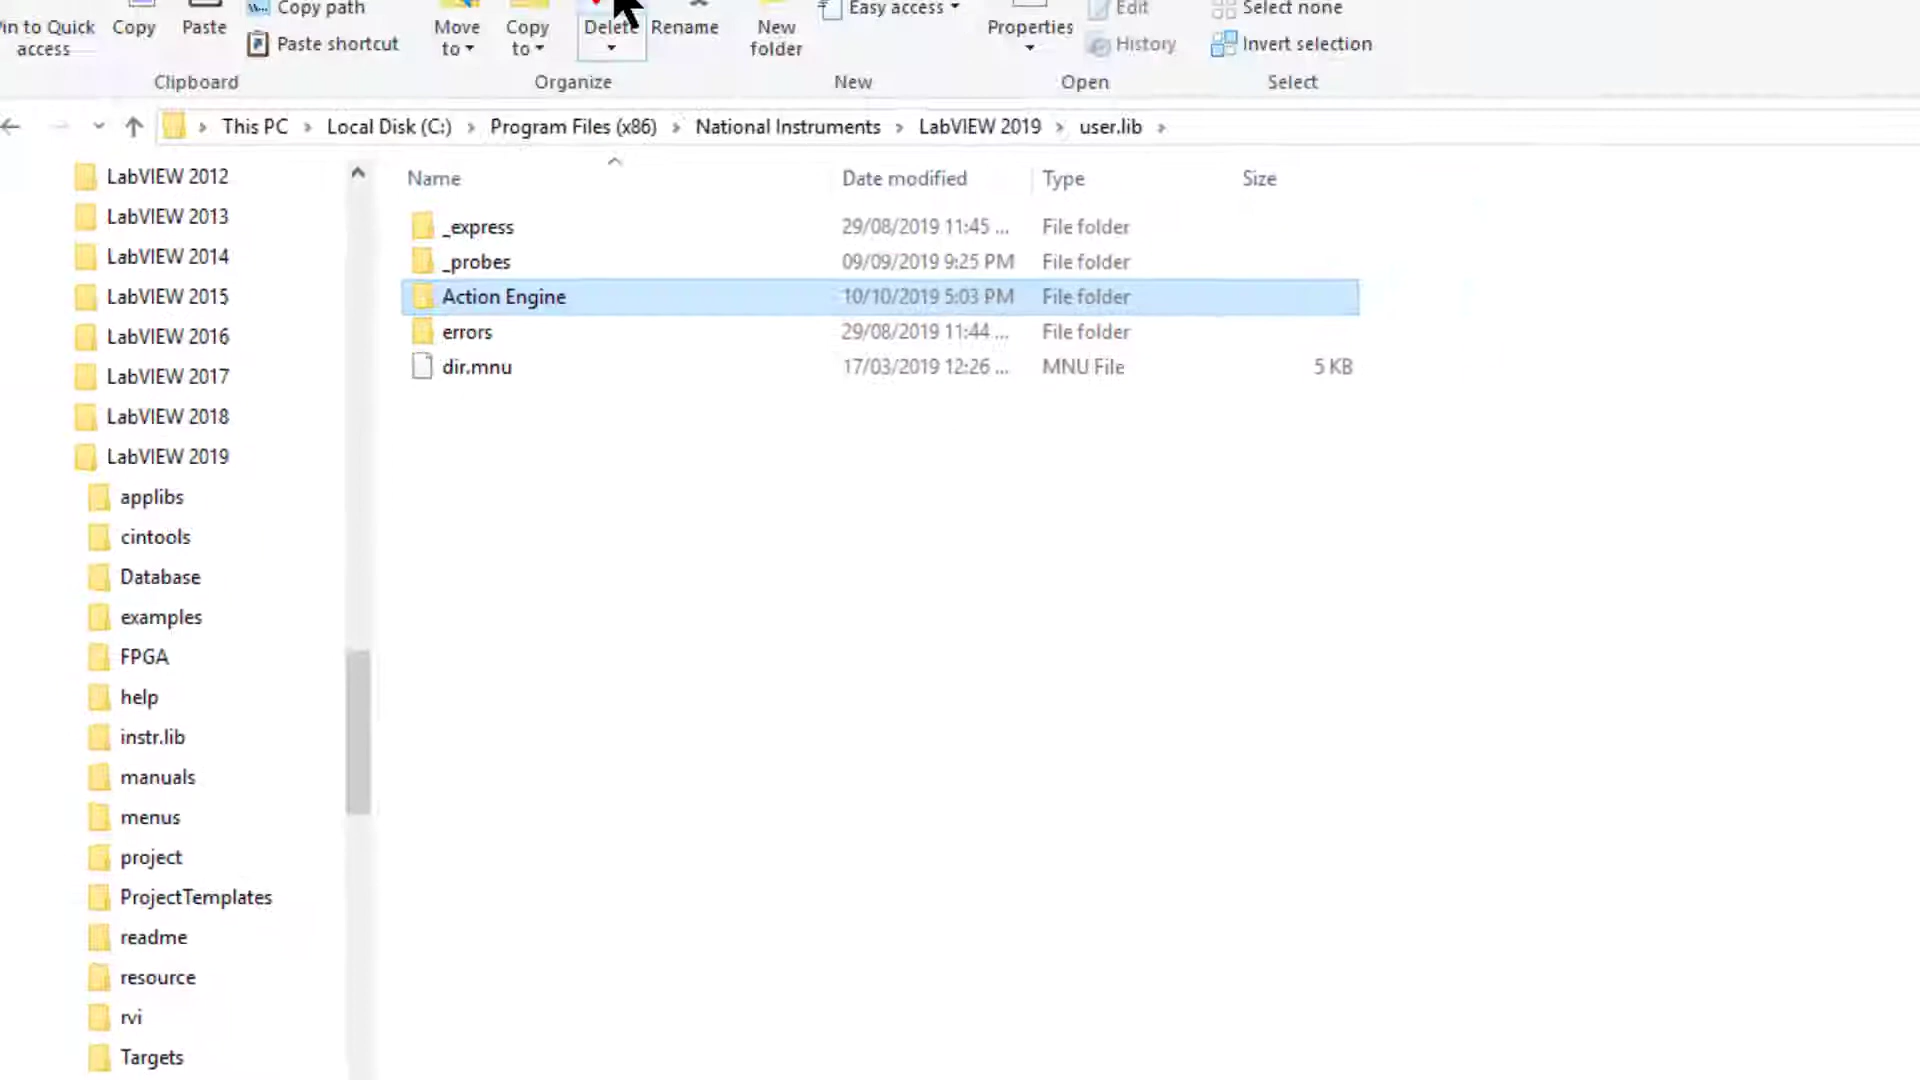 in to Quick access
Copy
Paste
Copy path
Paste shortcut
Clipboard
Move to
Copy to
Delete
Rename
Organize
New folder
Easy access
New
Properties
Edit
History
Open
Select none
Invert selection
Select
This PC > Local Disk (C:) > Program Files (x86) > National Instruments > LabVIEW 2019 > user.lib >
LabVIEW 2012
LabVIEW 2013
LabVIEW 2014
LabVIEW 2015
LabVIEW 2016
LabVIEW 2017
LabVIEW 2018
LabVIEW 2019
applibs
cintools
Database
examples
FPGA
help
instr.lib
manuals
menus
project
ProjectTemplates
readme
resource
rvi
Targets
Name Date modified Type Size
_express 29/08/2019 11:45 ... File folder
_probes 09/09/2019 9:25 PM File folder
Action Engine 10/10/2019 5:03 PM File folder
errors 29/08/2019 11:44 ... File folder
dir.mnu 17/03/2019 12:26 ... MNU File 5 KB